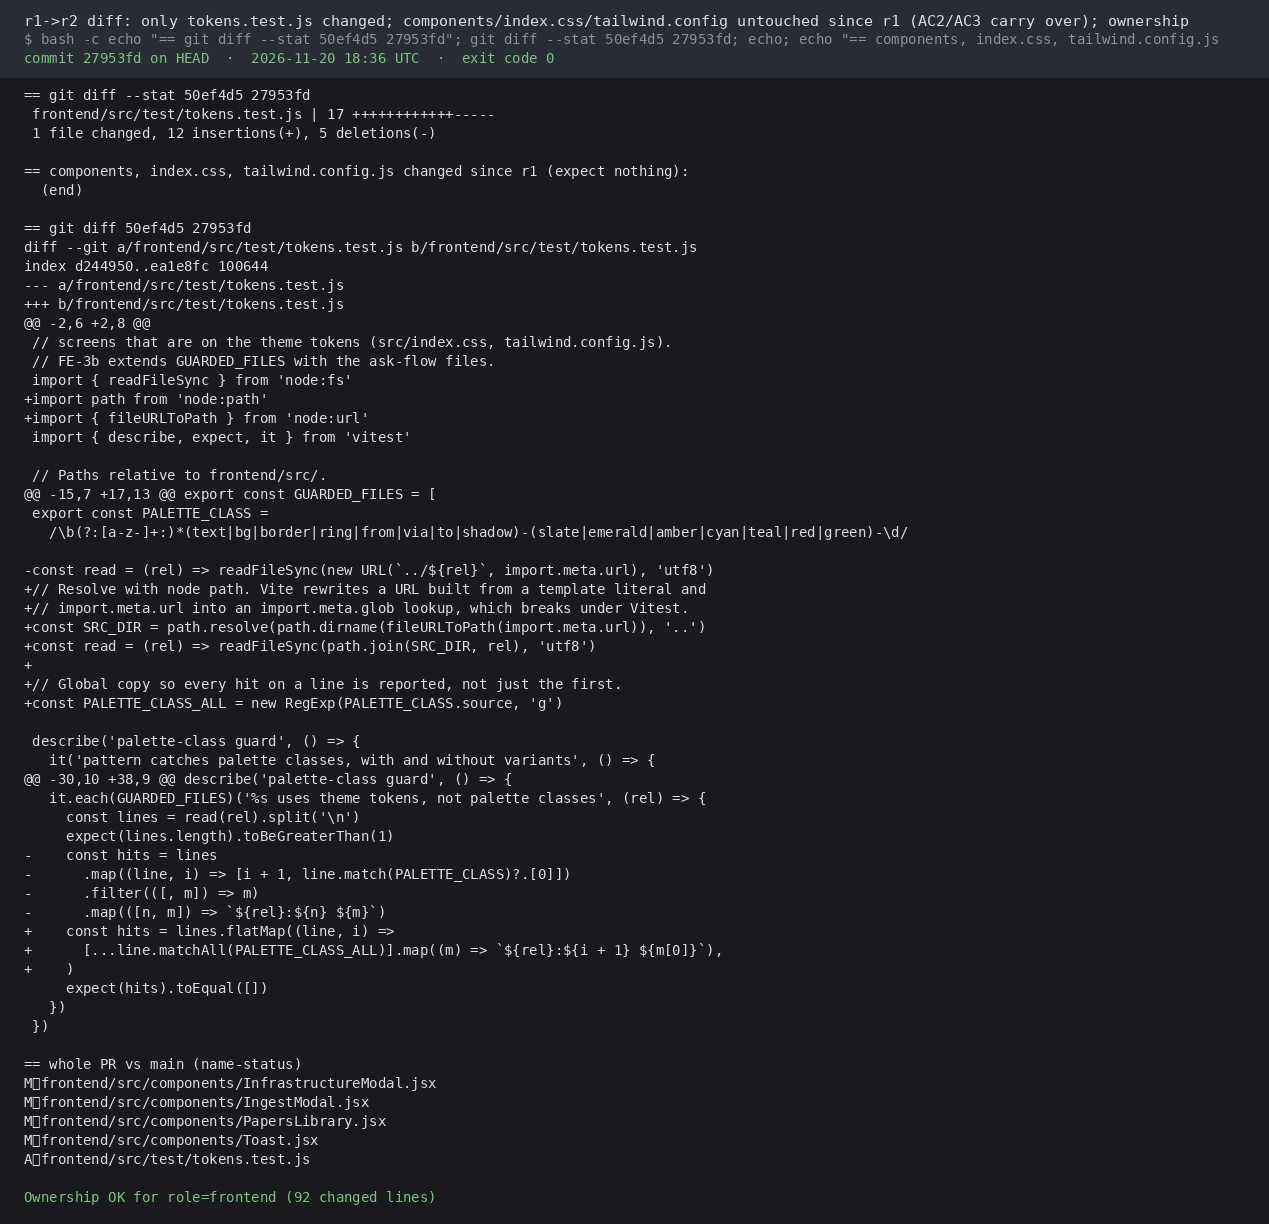 r1->r2 diff: only tokens.test.js changed; components/index.css/tailwind.config untouched since r1 (AC2/AC3 carry over); ownership
$ bash -c echo "== git diff --stat 50ef4d5 27953fd"; git diff --stat 50ef4d5 27953fd; echo; echo "== components, index.css, tailwind.config.js
commit 27953fd on HEAD  ·  2026-11-20 18:36 UTC  ·  exit code 0
== git diff --stat 50ef4d5 27953fd
 frontend/src/test/tokens.test.js | 17 ++++++++++++-----
 1 file changed, 12 insertions(+), 5 deletions(-)

== components, index.css, tailwind.config.js changed since r1 (expect nothing):
  (end)

== git diff 50ef4d5 27953fd
diff --git a/frontend/src/test/tokens.test.js b/frontend/src/test/tokens.test.js
index d244950..ea1e8fc 100644
--- a/frontend/src/test/tokens.test.js
+++ b/frontend/src/test/tokens.test.js
@@ -2,6 +2,8 @@
 // screens that are on the theme tokens (src/index.css, tailwind.config.js).
 // FE-3b extends GUARDED_FILES with the ask-flow files.
 import { readFileSync } from 'node:fs'
+import path from 'node:path'
+import { fileURLToPath } from 'node:url'
 import { describe, expect, it } from 'vitest'

 // Paths relative to frontend/src/.
@@ -15,7 +17,13 @@ export const GUARDED_FILES = [
 export const PALETTE_CLASS =
   /\b(?:[a-z-]+:)*(text|bg|border|ring|from|via|to|shadow)-(slate|emerald|amber|cyan|teal|red|green)-\d/

-const read = (rel) => readFileSync(new URL(`../${rel}`, import.meta.url), 'utf8')
+// Resolve with node path. Vite rewrites a URL built from a template literal and
+// import.meta.url into an import.meta.glob lookup, which breaks under Vitest.
+const SRC_DIR = path.resolve(path.dirname(fileURLToPath(import.meta.url)), '..')
+const read = (rel) => readFileSync(path.join(SRC_DIR, rel), 'utf8')
+
+// Global copy so every hit on a line is reported, not just the first.
+const PALETTE_CLASS_ALL = new RegExp(PALETTE_CLASS.source, 'g')

 describe('palette-class guard', () => {
   it('pattern catches palette classes, with and without variants', () => {
@@ -30,10 +38,9 @@ describe('palette-class guard', () => {
   it.each(GUARDED_FILES)('%s uses theme tokens, not palette classes', (rel) => {
     const lines = read(rel).split('\n')
     expect(lines.length).toBeGreaterThan(1)
-    const hits = lines
-      .map((line, i) => [i + 1, line.match(PALETTE_CLASS)?.[0]])
-      .filter(([, m]) => m)
-      .map(([n, m]) => `${rel}:${n} ${m}`)
+    const hits = lines.flatMap((line, i) =>
+      [...line.matchAll(PALETTE_CLASS_ALL)].map((m) => `${rel}:${i + 1} ${m[0]}`),
+    )
     expect(hits).toEqual([])
   })
 })

== whole PR vs main (name-status)
M	frontend/src/components/InfrastructureModal.jsx
M	frontend/src/components/IngestModal.jsx
M	frontend/src/components/PapersLibrary.jsx
M	frontend/src/components/Toast.jsx
A	frontend/src/test/tokens.test.js

Ownership OK for role=frontend (92 changed lines)